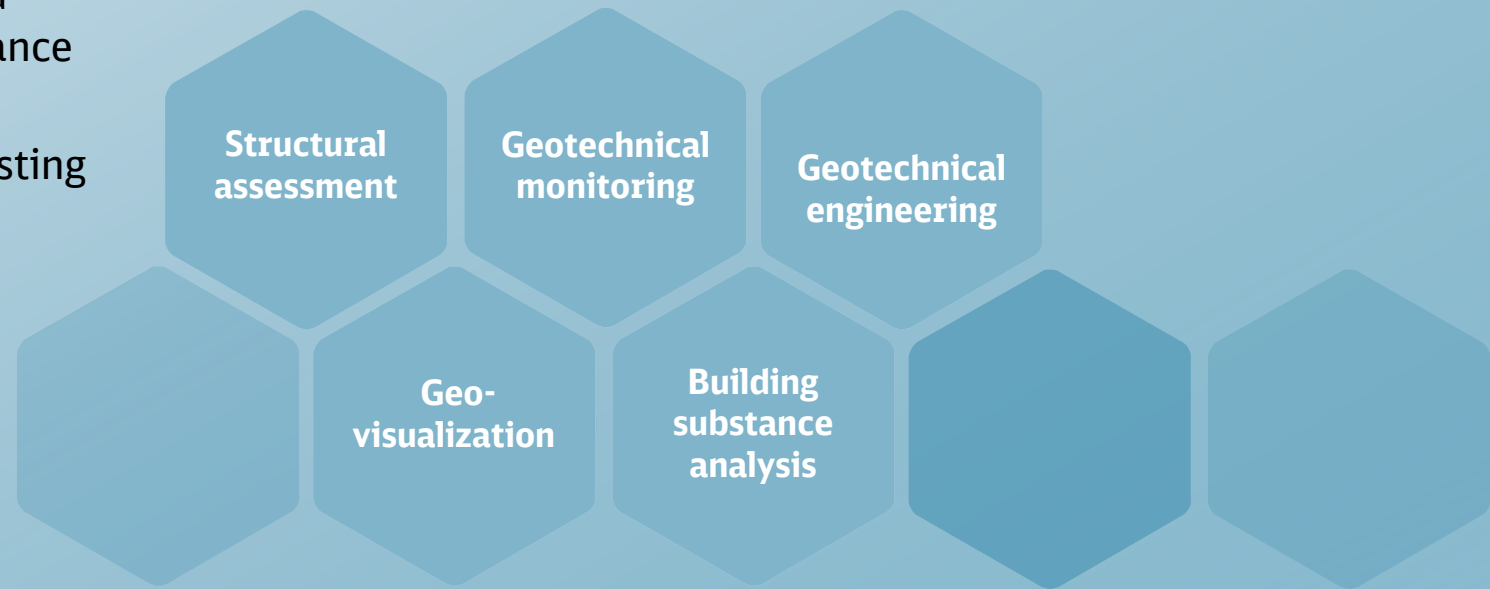 ance
sting
Structural
assessment
Geotechnical
monitoring
Geotechnical
engineering
Geo-
visualization
Building
substance
analysis